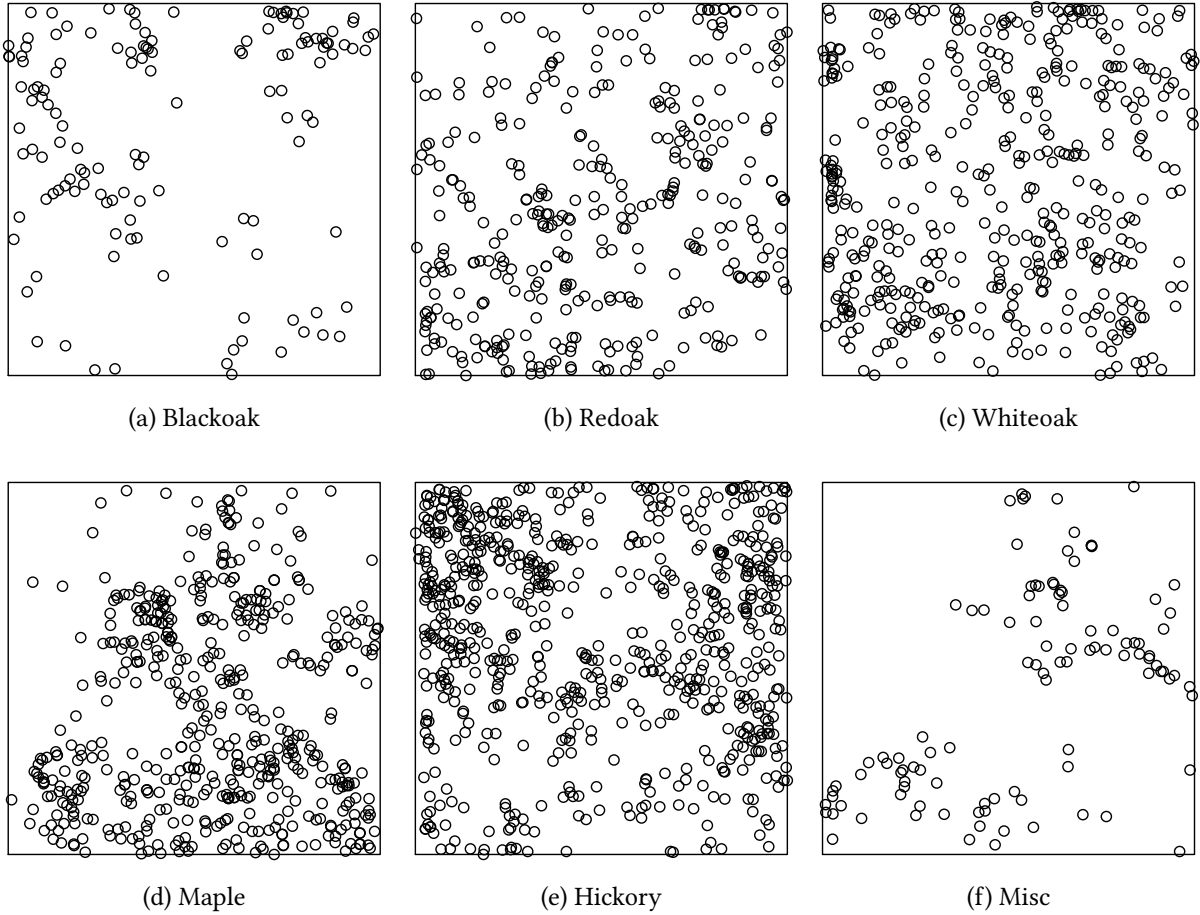 (a) Blackoak
(b) Redoak
(c) Whiteoak
(d) Maple
(e) Hickory
(f) Misc